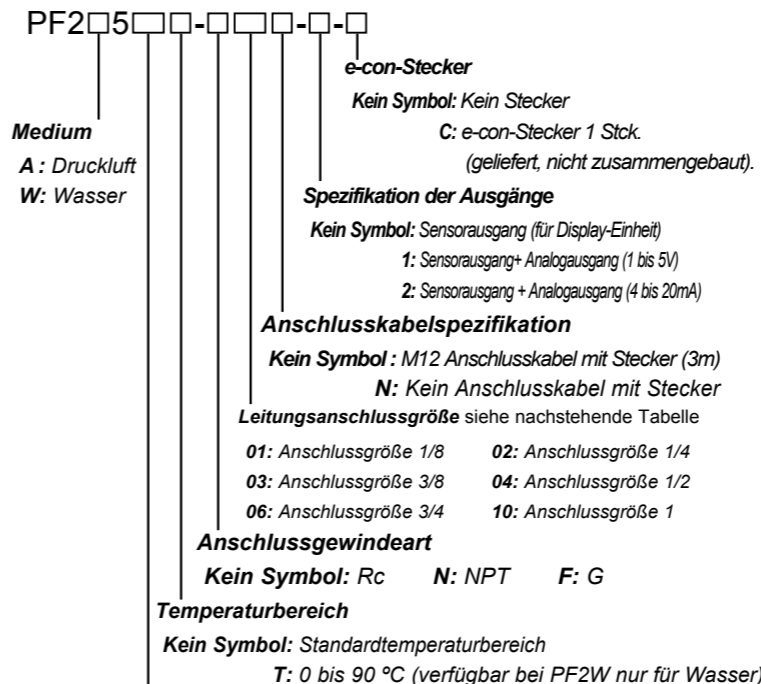 PF2□5□□-□□□-□-□
e-con-Stecker
Kein Symbol: Kein Stecker
C: e-con-Stecker 1 Stck.
(geliefert, nicht zusammengebaut).
Medium
A : Druckluft
W: Wasser
Spezifikation der Ausgänge
Kein Symbol: Sensorausgang (für Display-Einheit)
1: Sensorausgang+ Analogausgang (1 bis 5V)
2: Sensorausgang + Analogausgang (4 bis 20mA)
Anschlusskabelspezifikation
Kein Symbol : M12 Anschlusskabel mit Stecker (3m)
N: Kein Anschlusskabel mit Stecker
Leitungsanschlussgröße siehe nachstehende Tabelle
01: Anschlussgröße 1/8 02: Anschlussgröße 1/4
03: Anschlussgröße 3/8 04: Anschlussgröße 1/2
06: Anschlussgröße 3/4 10: Anschlussgröße 1
Anschlussgewindeart
Kein Symbol: Rc N: NPT F: G
Temperaturbereich
Kein Symbol: Standardtemperaturbereich
T: 0 bis 90 ºC (verfügbar bei PF2W nur für Wasser)